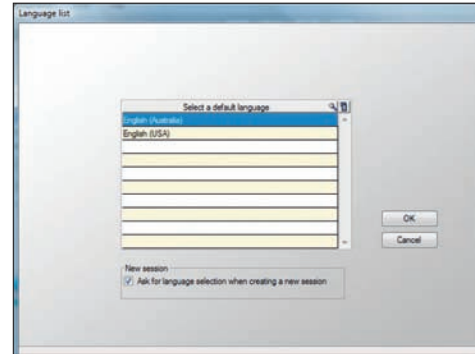 Language list
Select a default language
English (Australia)
English (USA)
OK
Cancel
New session
Ask for language selection when creating a new session